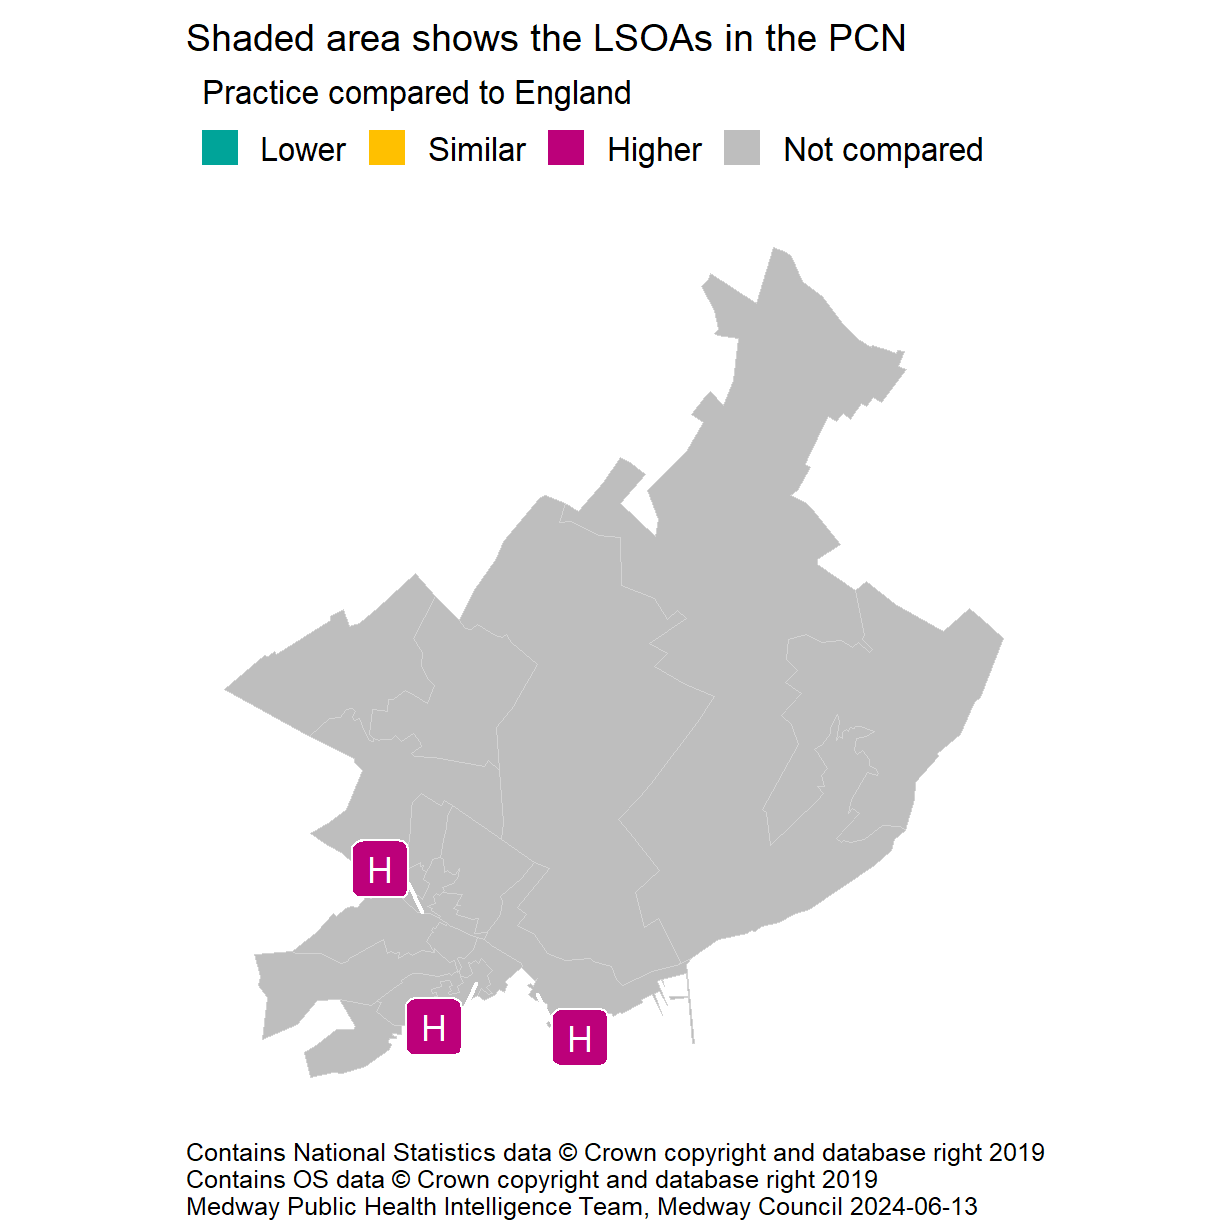 Shaded area shows the LSOAs in the PCN
Practice compared to England
Lower Similar Higher Not compared
H
H
H
Contains National Statistics data © Crown copyright and database right 2019
Contains OS data © Crown copyright and database right 2019
Medway Public Health Intelligence Team, Medway Council 2024-06-13